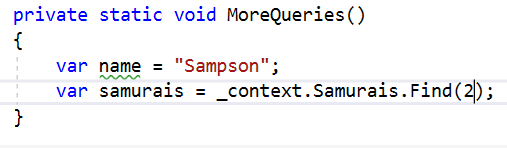 private static void MoreQueries()
{
var name = "Sampson";
var samurais = _context.Samurais.Find(2);
}